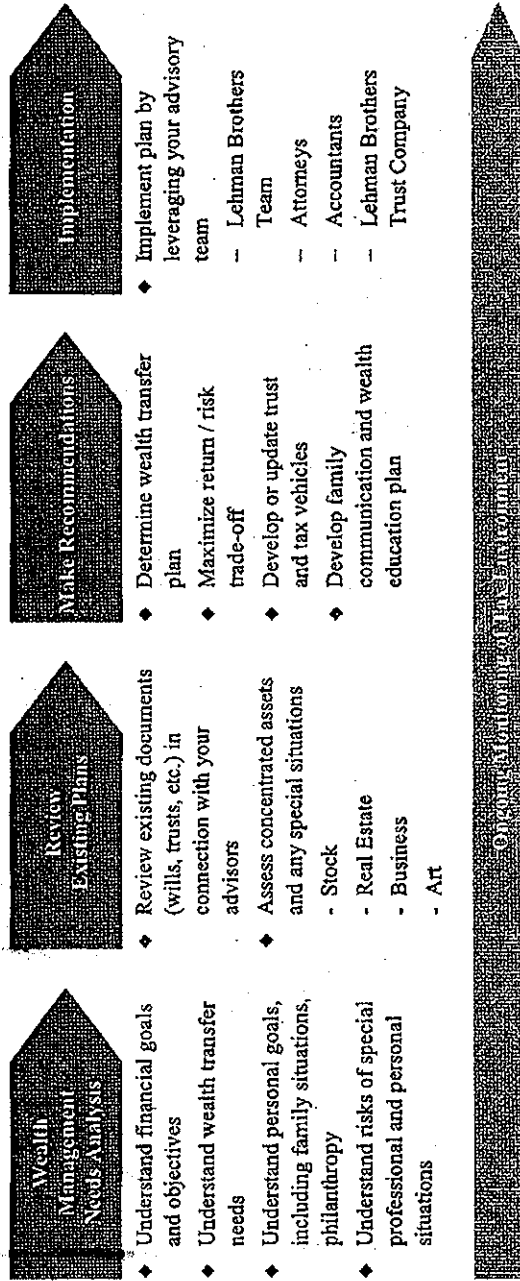 Wealth
Management
Needs Analysis
◆ Understand financial goals
and objectives
◆ Understand wealth transfer
needs
◆ Understand personal goals,
including family situations,
philanthropy
◆ Understand risks of special
professional and personal
situations
Review
Existing Plans
◆ Review existing documents
(wills, trusts, etc.) in
connection with your
advisors
◆ Assess concentrated assets
and any special situations
- Stock
- Real Estate
- Business
- Art
Make Recommendations
◆ Determine wealth transfer
plan
◆ Maximize return / risk
trade-off
◆ Develop or update trust
and tax vehicles
◆ Develop family
communication and wealth
education plan
Implementation
◆ Implement plan by
leveraging your advisory
team
– Lehman Brothers
Team
– Attorneys
– Accountants
– Lehman Brothers
Trust Company
Ongoing Monitoring of Tax Environment